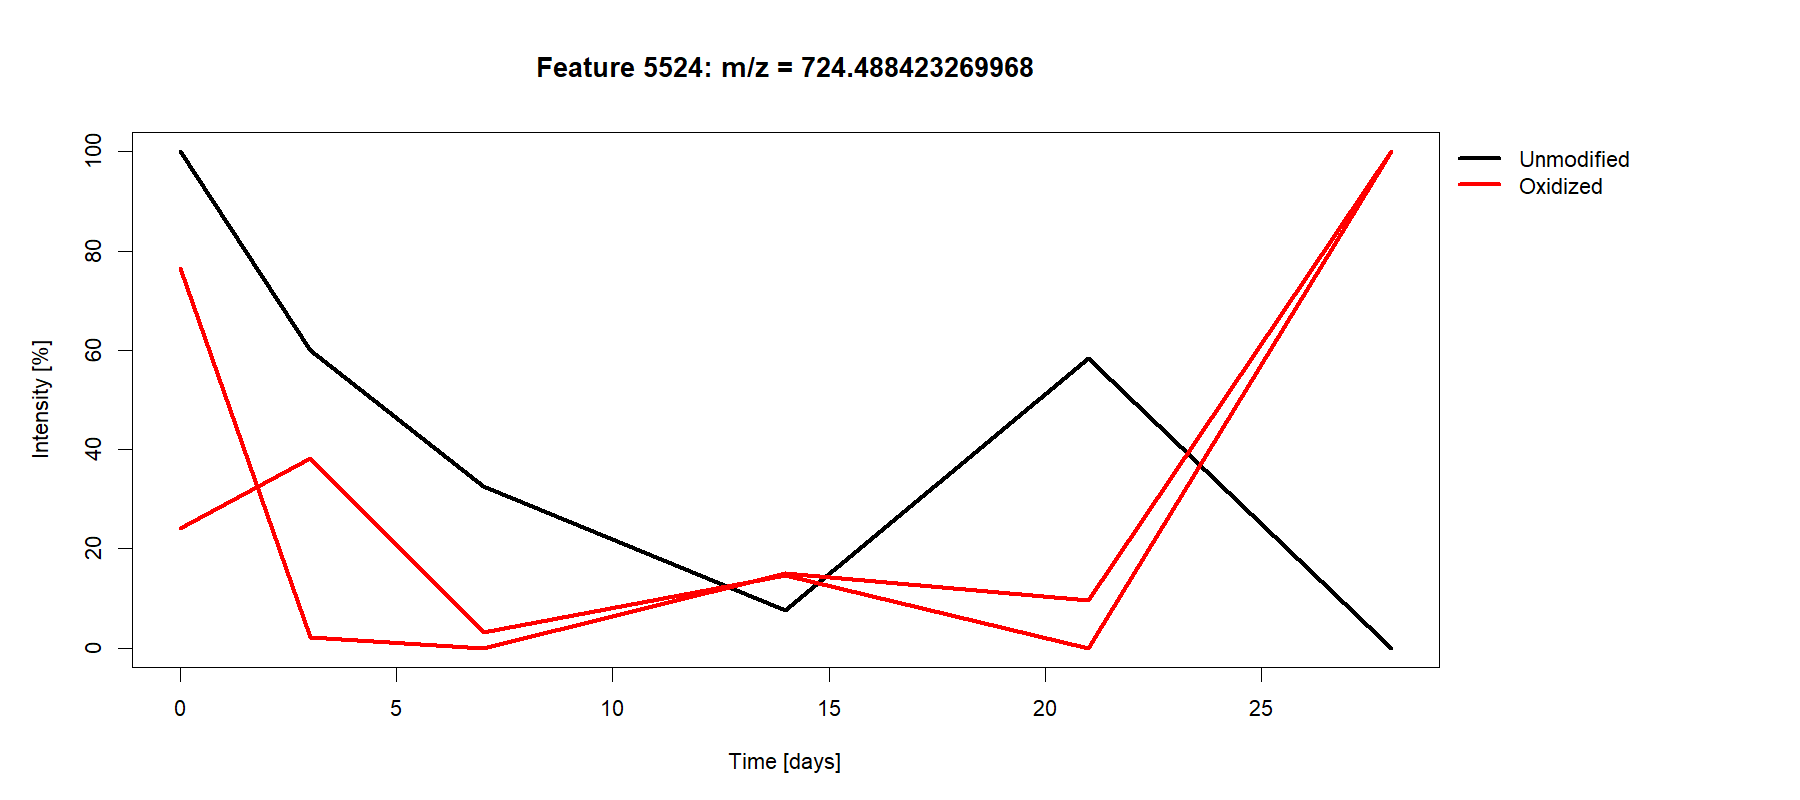 Feature 5524: m/z = 724.488423269968
Unmodified
Oxidized
Intensity [%]
100
80
60
40
20
0
0 5 10 15 20 25
Time [days]